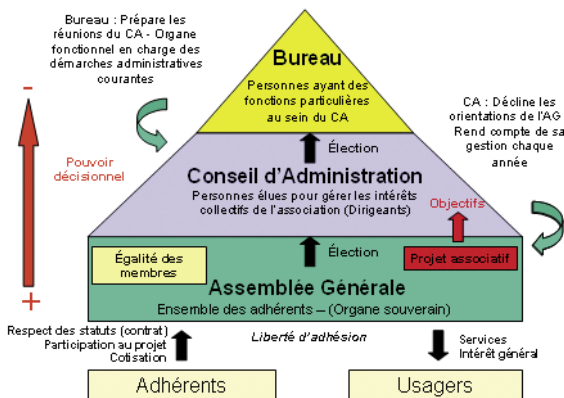 Bureau : Prépare les
réunions du CA - Organe
fonctionnel en charge des
démarches administratives
courantes
Bureau
Personnes ayant des
fonctions particulières
au sein du CA
CA : Décline les
orientations de l'AG
Rend compte de sa
gestion chaque
année
-
Pouvoir
décisionnel
+
Élection
Conseil d'Administration
Personnes élues pour gérer les intérêts
collectifs de l'association (Dirigeants)
Objectifs
Élection
Égalité des
membres
Projet associatif
Assemblée Générale
Ensemble des adhérents – (Organe souverain)
Respect des statuts (contrat)
Participation au projet
Cotisation
Liberté d'adhésion
Services
Intérêt général
Adhérents
Usagers